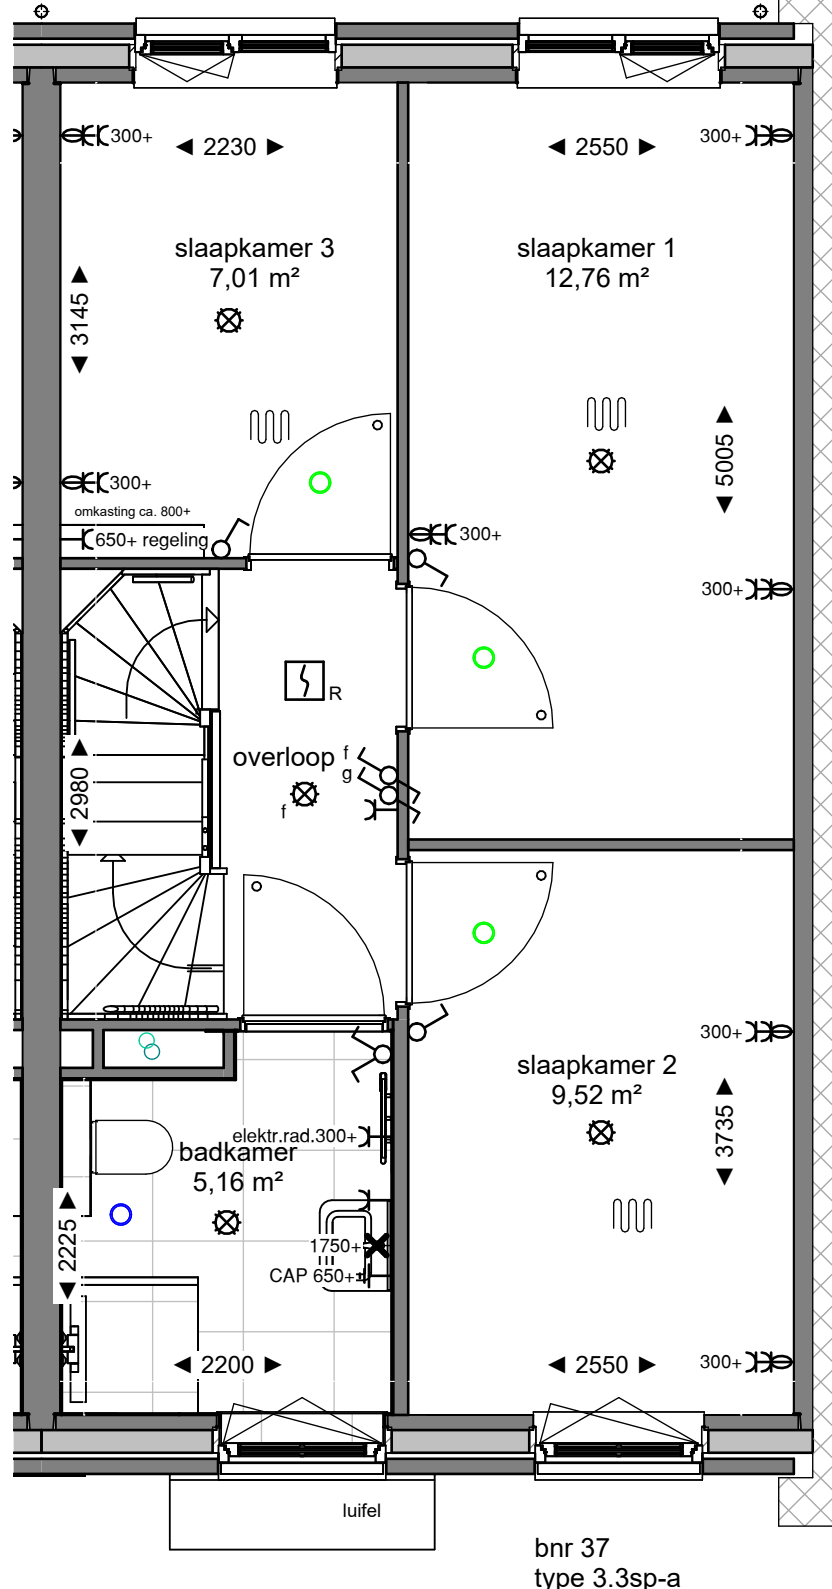 300+
2230
2550
300+
slaapkamer 3
7,01 m²
slaapkamer 1
12,76 m²
3145
5005
300+
omkasting ca. 800+
650+ regeling
300+
300+
R
overloop
f
g
f
2980
300+
slaapkamer 2
9,52 m²
3735
elektr.rad.300+
badkamer
5,16 m²
2225
1750+
CAP 650+
2200
2550
300+
luifel
bnr 37
type 3.3sp-a